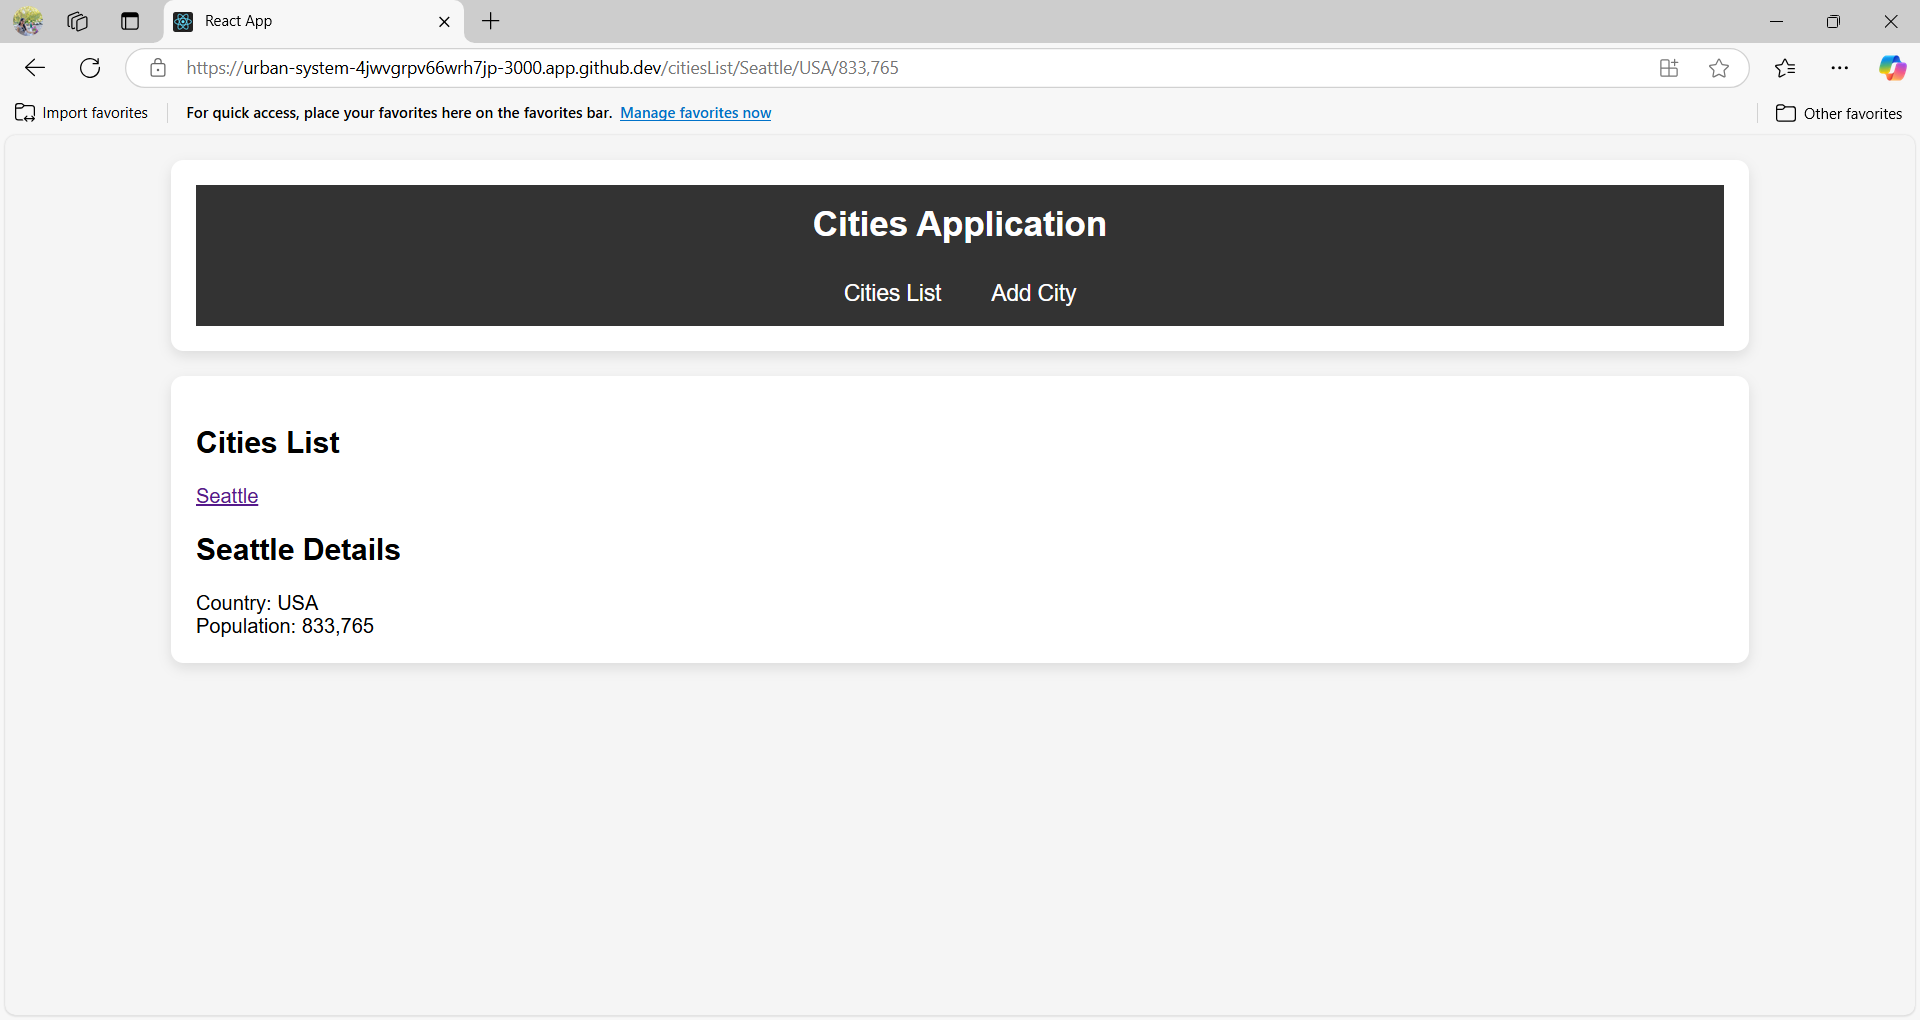 React App
https://urban-system-4jwvgrpv66wrh7jp-3000.app.github.dev/citiesList/Seattle/USA/833,765
Import favorites For quick access, place your favorites here on the favorites bar. Manage favorites now Other favorites
Cities Application
Cities List Add City
Cities List
Seattle
Seattle Details
Country: USA
Population: 833,765